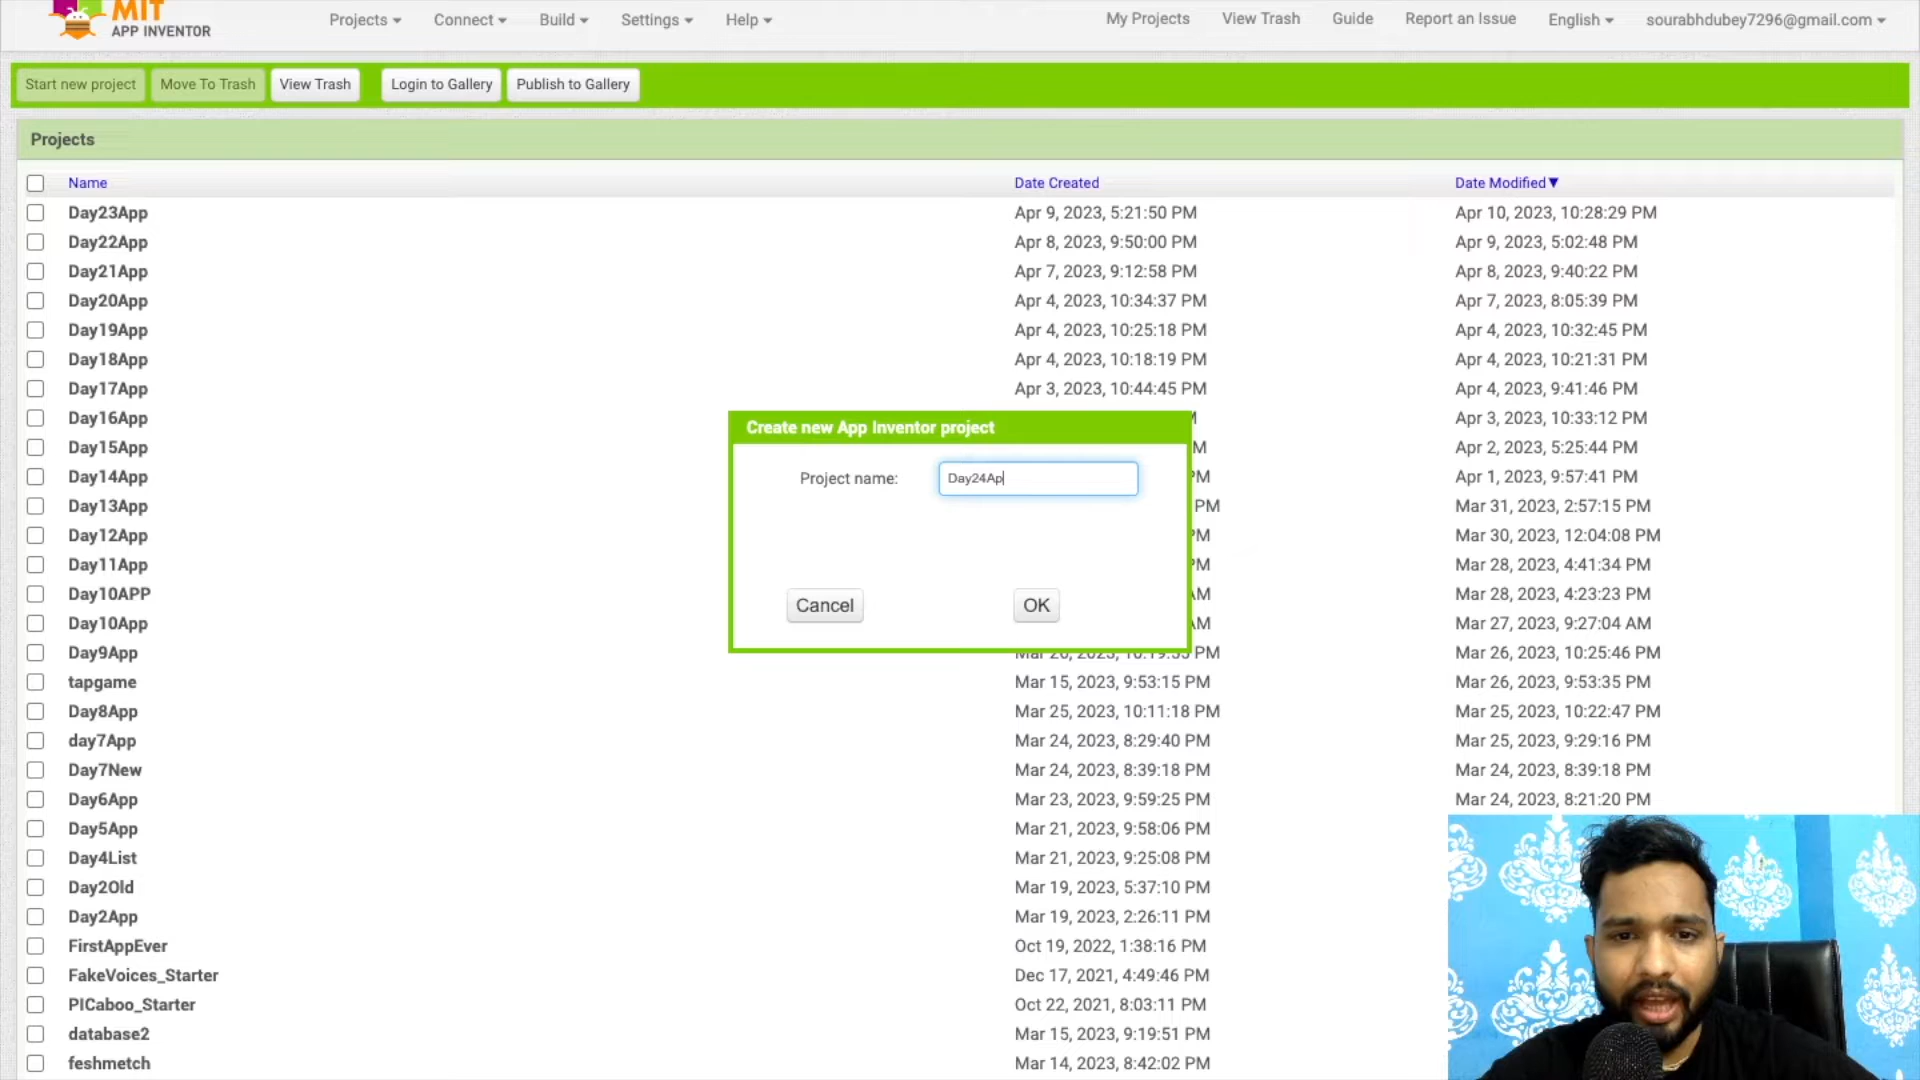 MIT
APP INVENTOR
Projects Connect Build Settings Help My Projects View Trash Guide Report an Issue English sourabhdubey7296@gmail.com
Start new project Move To Trash View Trash Login to Gallery Publish to Gallery
Projects
Name Date Created Date Modified
Day23App Apr 9, 2023, 5:21:50 PM Apr 10, 2023, 10:28:29 PM
Day22App Apr 8, 2023, 9:50:00 PM Apr 9, 2023, 5:02:48 PM
Day21App Apr 7, 2023, 9:12:58 PM Apr 8, 2023, 9:40:22 PM
Day20App Apr 4, 2023, 10:34:37 PM Apr 7, 2023, 8:05:39 PM
Day19App Apr 4, 2023, 10:25:18 PM Apr 4, 2023, 10:32:45 PM
Day18App Apr 4, 2023, 10:18:19 PM Apr 4, 2023, 10:21:31 PM
Day17App Apr 3, 2023, 10:44:45 PM Apr 4, 2023, 9:41:46 PM
Day16App Apr 3, 2023, 10:33:12 PM
Create new App Inventor project
Day15App Apr 2, 2023, 5:25:44 PM
Project name: Day24Ap
Day14App PM Apr 1, 2023, 9:57:41 PM
Day13App PM Mar 31, 2023, 2:57:15 PM
Day12App PM Mar 30, 2023, 12:04:08 PM
Day11App PM Mar 28, 2023, 4:41:34 PM
Day10APP AM Mar 28, 2023, 4:23:23 PM
Cancel OK
Day10App AM Mar 27, 2023, 9:27:04 AM
Day9App Mar 26, 2023, 10:19:55 PM Mar 26, 2023, 10:25:46 PM
tapgame Mar 15, 2023, 9:53:15 PM Mar 26, 2023, 9:53:35 PM
Day8App Mar 25, 2023, 10:11:18 PM Mar 25, 2023, 10:22:47 PM
day7App Mar 24, 2023, 8:29:40 PM Mar 25, 2023, 9:29:16 PM
Day7New Mar 24, 2023, 8:39:18 PM Mar 24, 2023, 8:39:18 PM
Day6App Mar 23, 2023, 9:59:25 PM Mar 24, 2023, 8:21:20 PM
Day5App Mar 21, 2023, 9:58:06 PM
Day4List Mar 21, 2023, 9:25:08 PM
Day2Old Mar 19, 2023, 5:37:10 PM
Day2App Mar 19, 2023, 2:26:11 PM
FirstAppEver Oct 19, 2022, 1:38:16 PM
FakeVoices_Starter Dec 17, 2021, 4:49:46 PM
PICaboo_Starter Oct 22, 2021, 8:03:11 PM
database2 Mar 15, 2023, 9:19:51 PM
feshmetch Mar 14, 2023, 8:42:02 PM